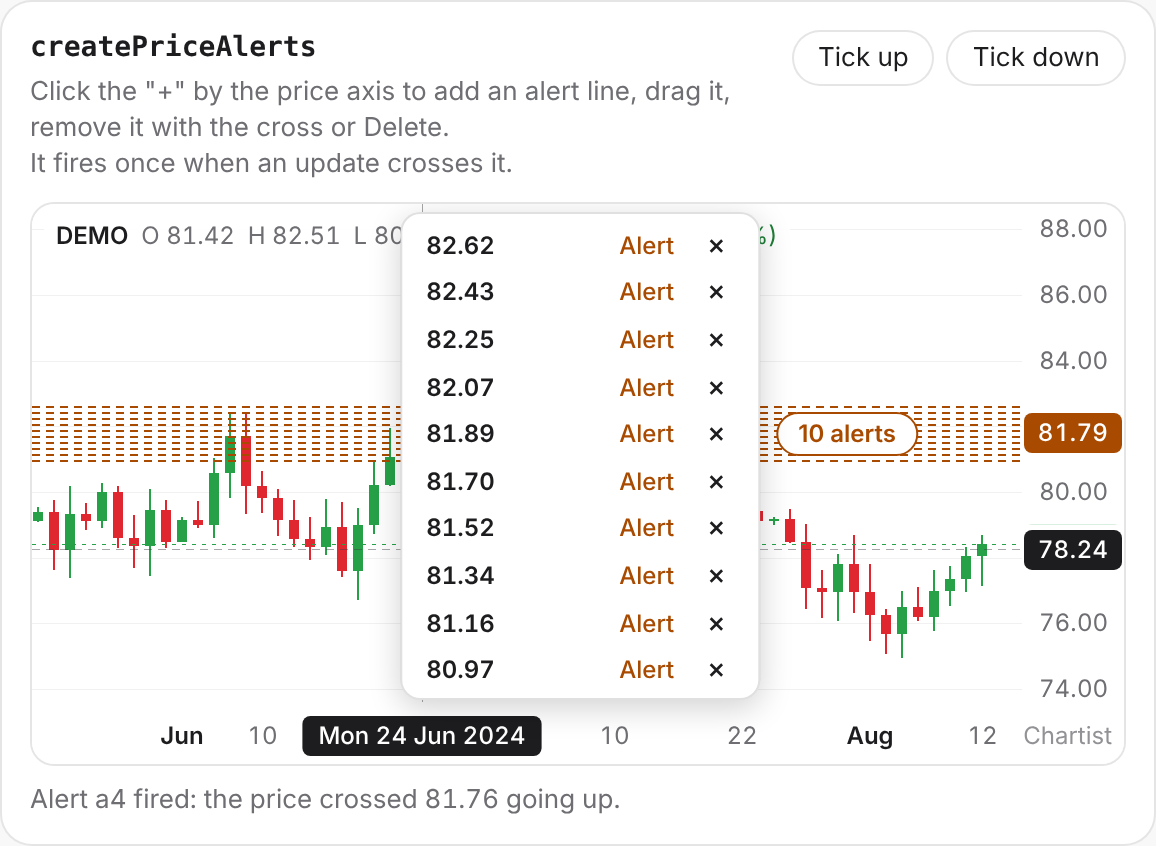 createPriceAlerts
Tick up
Tick down
Click the "+" by the price axis to add an alert line, drag it,
remove it with the cross or Delete.
It fires once when an update crosses it.
DEMO O 81.42 H 82.51 L 80 %)
82.62 Alert ×
82.43 Alert ×
82.25 Alert ×
82.07 Alert ×
81.89 Alert ×
81.70 Alert ×
81.52 Alert ×
81.34 Alert ×
81.16 Alert ×
80.97 Alert ×
10 alerts
88.00
86.00
84.00
81.79
80.00
78.24
76.00
74.00
Jun 10 Mon 24 Jun 2024 10 22 Aug 12 Chartist
Alert a4 fired: the price crossed 81.76 going up.